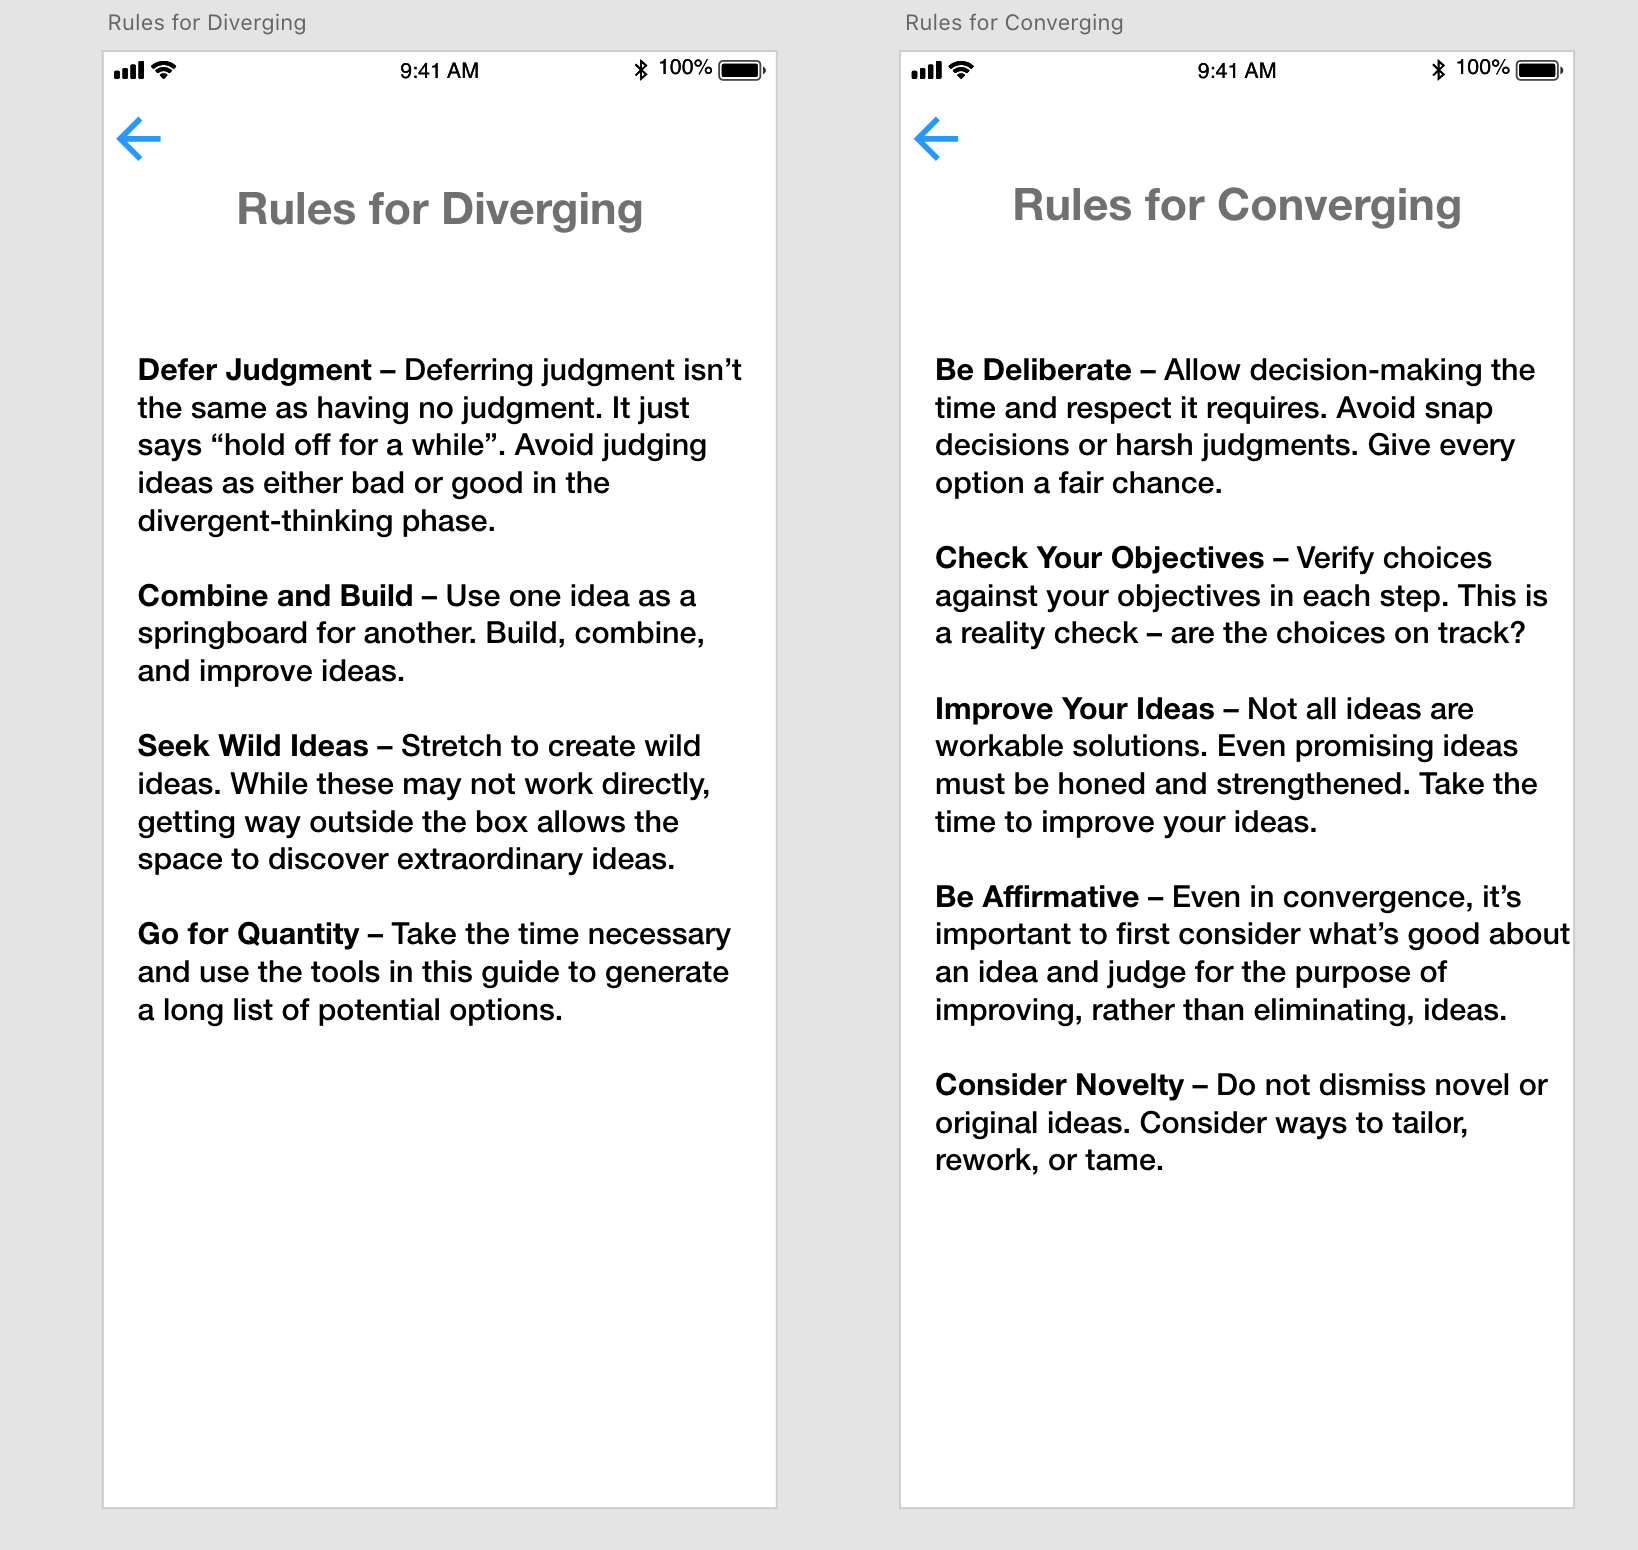 Rules for Diverging
9:41 AM
100%
Rules for Diverging
Defer Judgment – Deferring judgment isn’t
the same as having no judgment. It just
says “hold off for a while”. Avoid judging
ideas as either bad or good in the
divergent-thinking phase.
Combine and Build – Use one idea as a
springboard for another. Build, combine,
and improve ideas.
Seek Wild Ideas – Stretch to create wild
ideas. While these may not work directly,
getting way outside the box allows the
space to discover extraordinary ideas.
Go for Quantity – Take the time necessary
and use the tools in this guide to generate
a long list of potential options.
Rules for Converging
9:41 AM
100%
Rules for Converging
Be Deliberate – Allow decision-making the
time and respect it requires. Avoid snap
decisions or harsh judgments. Give every
option a fair chance.
Check Your Objectives – Verify choices
against your objectives in each step. This is
a reality check – are the choices on track?
Improve Your Ideas – Not all ideas are
workable solutions. Even promising ideas
must be honed and strengthened. Take the
time to improve your ideas.
Be Affirmative – Even in convergence, it’s
important to first consider what’s good about
an idea and judge for the purpose of
improving, rather than eliminating, ideas.
Consider Novelty – Do not dismiss novel or
original ideas. Consider ways to tailor,
rework, or tame.